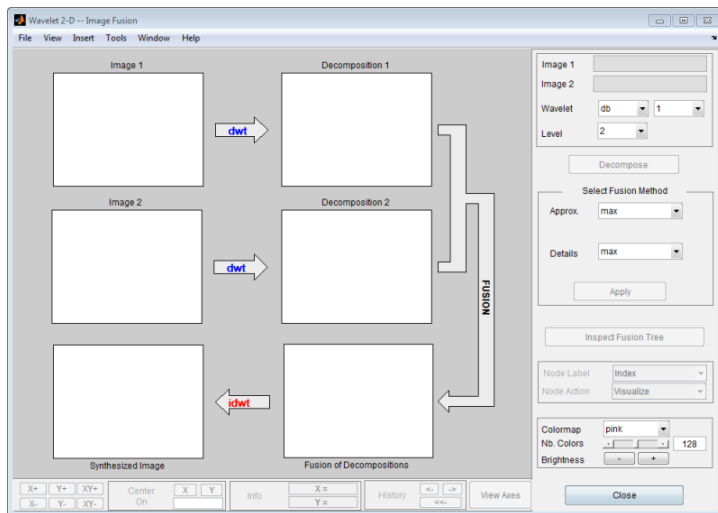 Wavelet 2-D -- Image Fusion
File View Insert Tools Window Help
Image 1
Decomposition 1
dwt
Image 2
Decomposition 2
dwt
FUSION
idwt
Synthesized Image
Fusion of Decompositions
Image 1
Image 2
Wavelet db 1
Level 2
Decompose
Select Fusion Method
Approx. max
Details max
Apply
Inspect Fusion Tree
Node Label Index
Node Action Visualize
Colormap pink
Nb. Colors 128
Brightness - +
X+ Y+ XY+
X- Y- XY-
Center On
X Y
Info
X =
Y =
History
<- ->
<<-
View Axes
Close